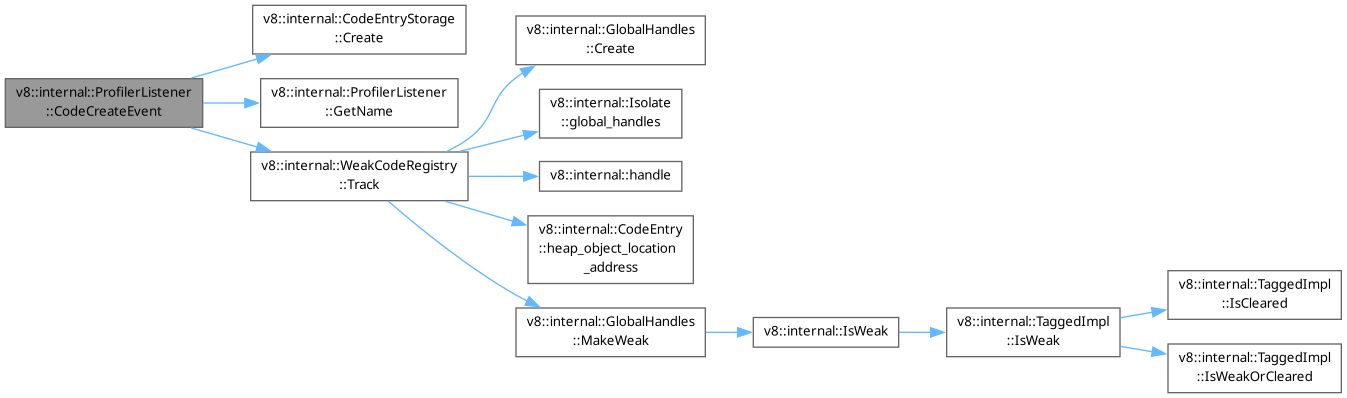 v8::internal::ProfilerListener
::CodeCreateEvent
v8::internal::CodeEntryStorage
::Create
v8::internal::ProfilerListener
::GetName
v8::internal::WeakCodeRegistry
::Track
v8::internal::GlobalHandles
::Create
v8::internal::Isolate
::global_handles
v8::internal::handle
v8::internal::CodeEntry
::heap_object_location
_address
v8::internal::GlobalHandles
::MakeWeak
v8::internal::IsWeak
v8::internal::TaggedImpl
::IsWeak
v8::internal::TaggedImpl
::IsCleared
v8::internal::TaggedImpl
::IsWeakOrCleared